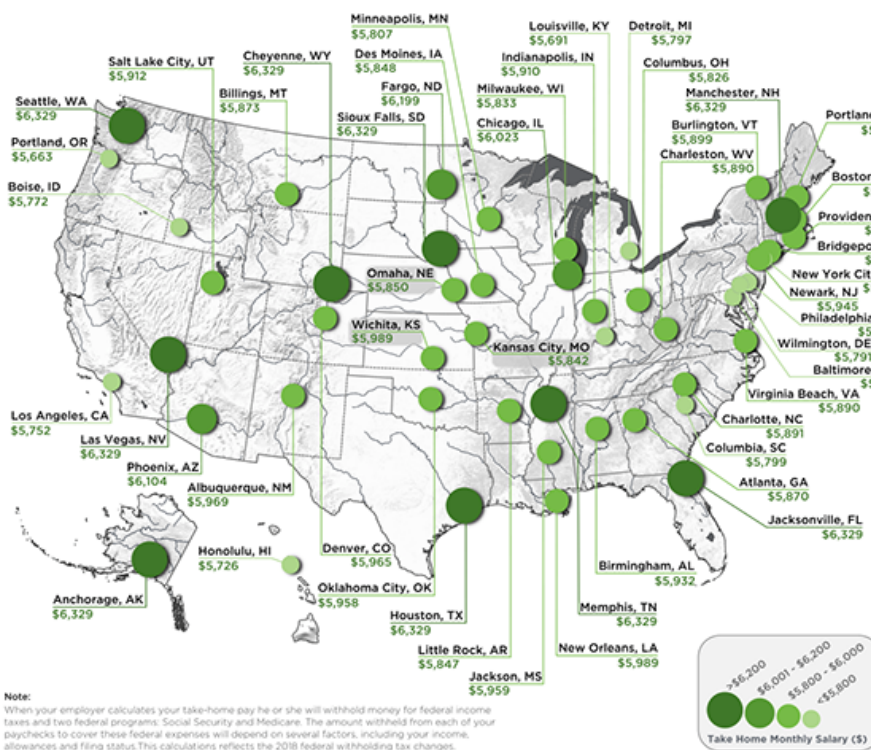 Minneapolis, MN
$5,807
Louisville, KY
$5,691
Detroit, MI
$5,797
Salt Lake City, UT
$5,912
Cheyenne, WY
$6,329
Des Moines, IA
$5,848
Indianapolis, IN
$5,910
Columbus, OH
$5,826
Billings, MT
$5,873
Fargo, ND
$6,199
Milwaukee, WI
$5,833
Manchester, NH
$6,329
Seattle, WA
$6,329
Sioux Falls, SD
$6,329
Chicago, IL
$6,023
Burlington, VT
$5,899
Portland
Portland, OR
$5,663
Charleston, WV
$5,890
Boston
Boise, ID
$5,772
Bridgepo
Omaha, NE
$5,850
New York City
Newark, NJ
$5,945
Wichita, KS
$5,989
Kansas City, MO
$5,842
Philadelphia
Wilmington, DE
$5,791
Baltimore
Los Angeles, CA
$5,752
Virginia Beach, VA
$5,890
Las Vegas, NV
$6,329
Charlotte, NC
$5,891
Phoenix, AZ
$6,104
Columbia, SC
$5,799
Albuquerque, NM
$5,969
Atlanta, GA
$5,870
Jacksonville, FL
$6,329
Honolulu, HI
$5,726
Denver, CO
$5,965
Birmingham, AL
$5,932
Anchorage, AK
$6,329
Oklahoma City, OK
$5,958
Houston, TX
$6,329
Memphis, TN
$6,329
Little Rock, AR
$5,847
New Orleans, LA
$5,989
Jackson, MS
$5,959
>$6,200
$6,001 - $6,200
$5,800 - $6,000
<$5,800
Take Home Monthly Salary ($)
Note:
When your employer calculates your take-home pay he or she will withhold money for federal income
taxes and two federal programs: Social Security and Medicare. The amount withheld from each of your
paychecks to cover these federal expenses will depend on several factors, including your income,
allowances and filing status.This calculations reflects the 2018 federal withholding tax changes.